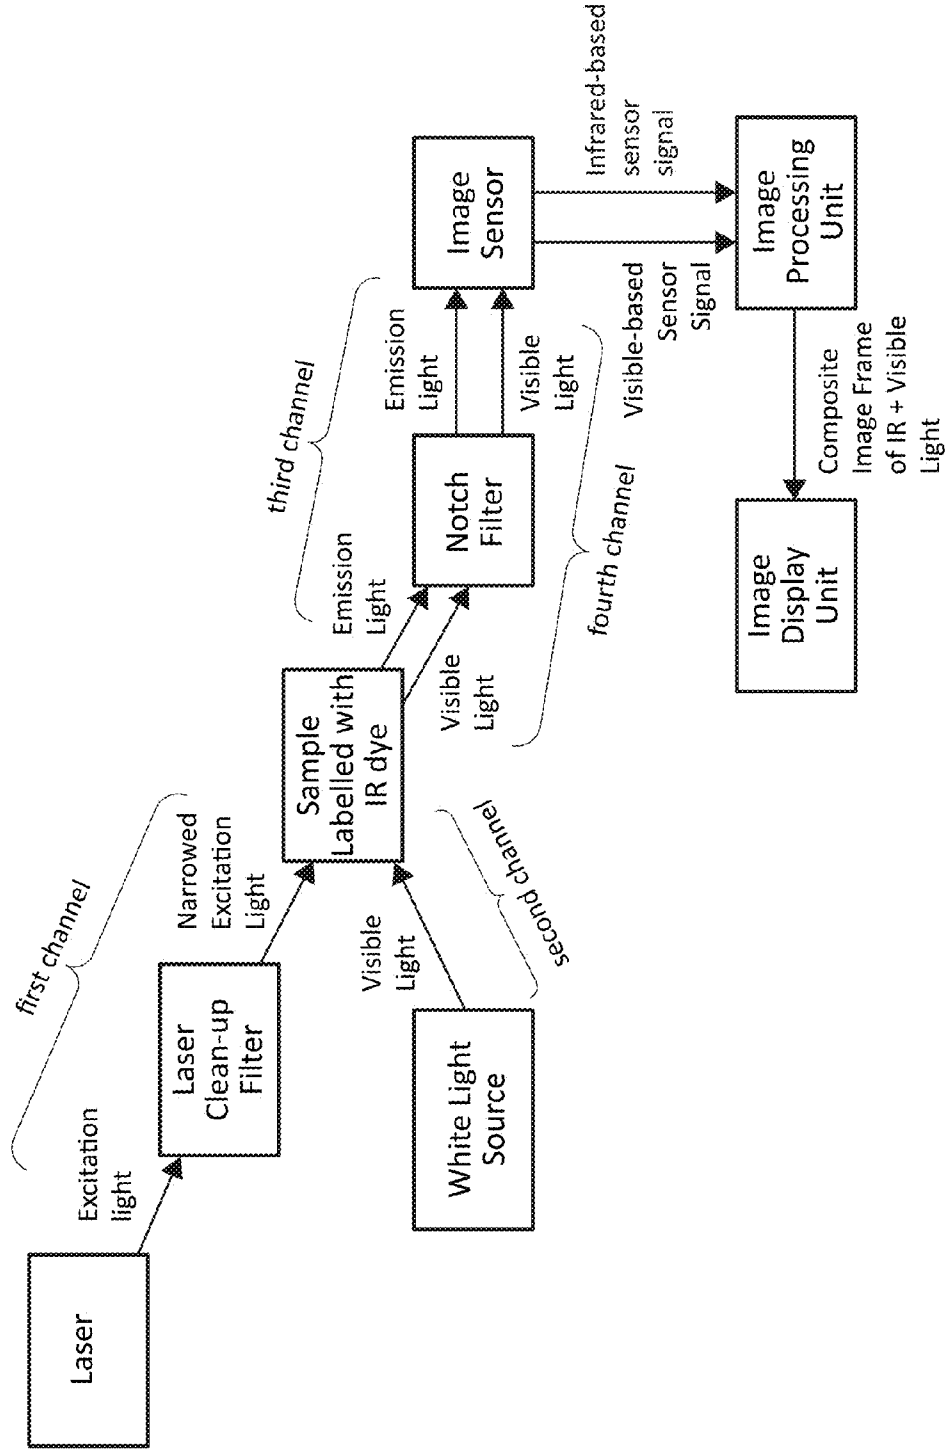 first channel
Excitation
light
Laser
Narrowed
Excitation
Light
Laser
Clean-up
Filter
Visible
Light
second channel
White Light
Source
Sample
Labelled with
IR dye
third channel
Emission
Light
Visible
Light
Notch
Filter
Emission
Light
Visible
Light
fourth channel
Image
Sensor
Infrared-based
sensor
signal
Visible-based
Sensor
Signal
Image
Processing
Unit
Composite
Image Frame
of IR + Visible
Light
Image
Display
Unit